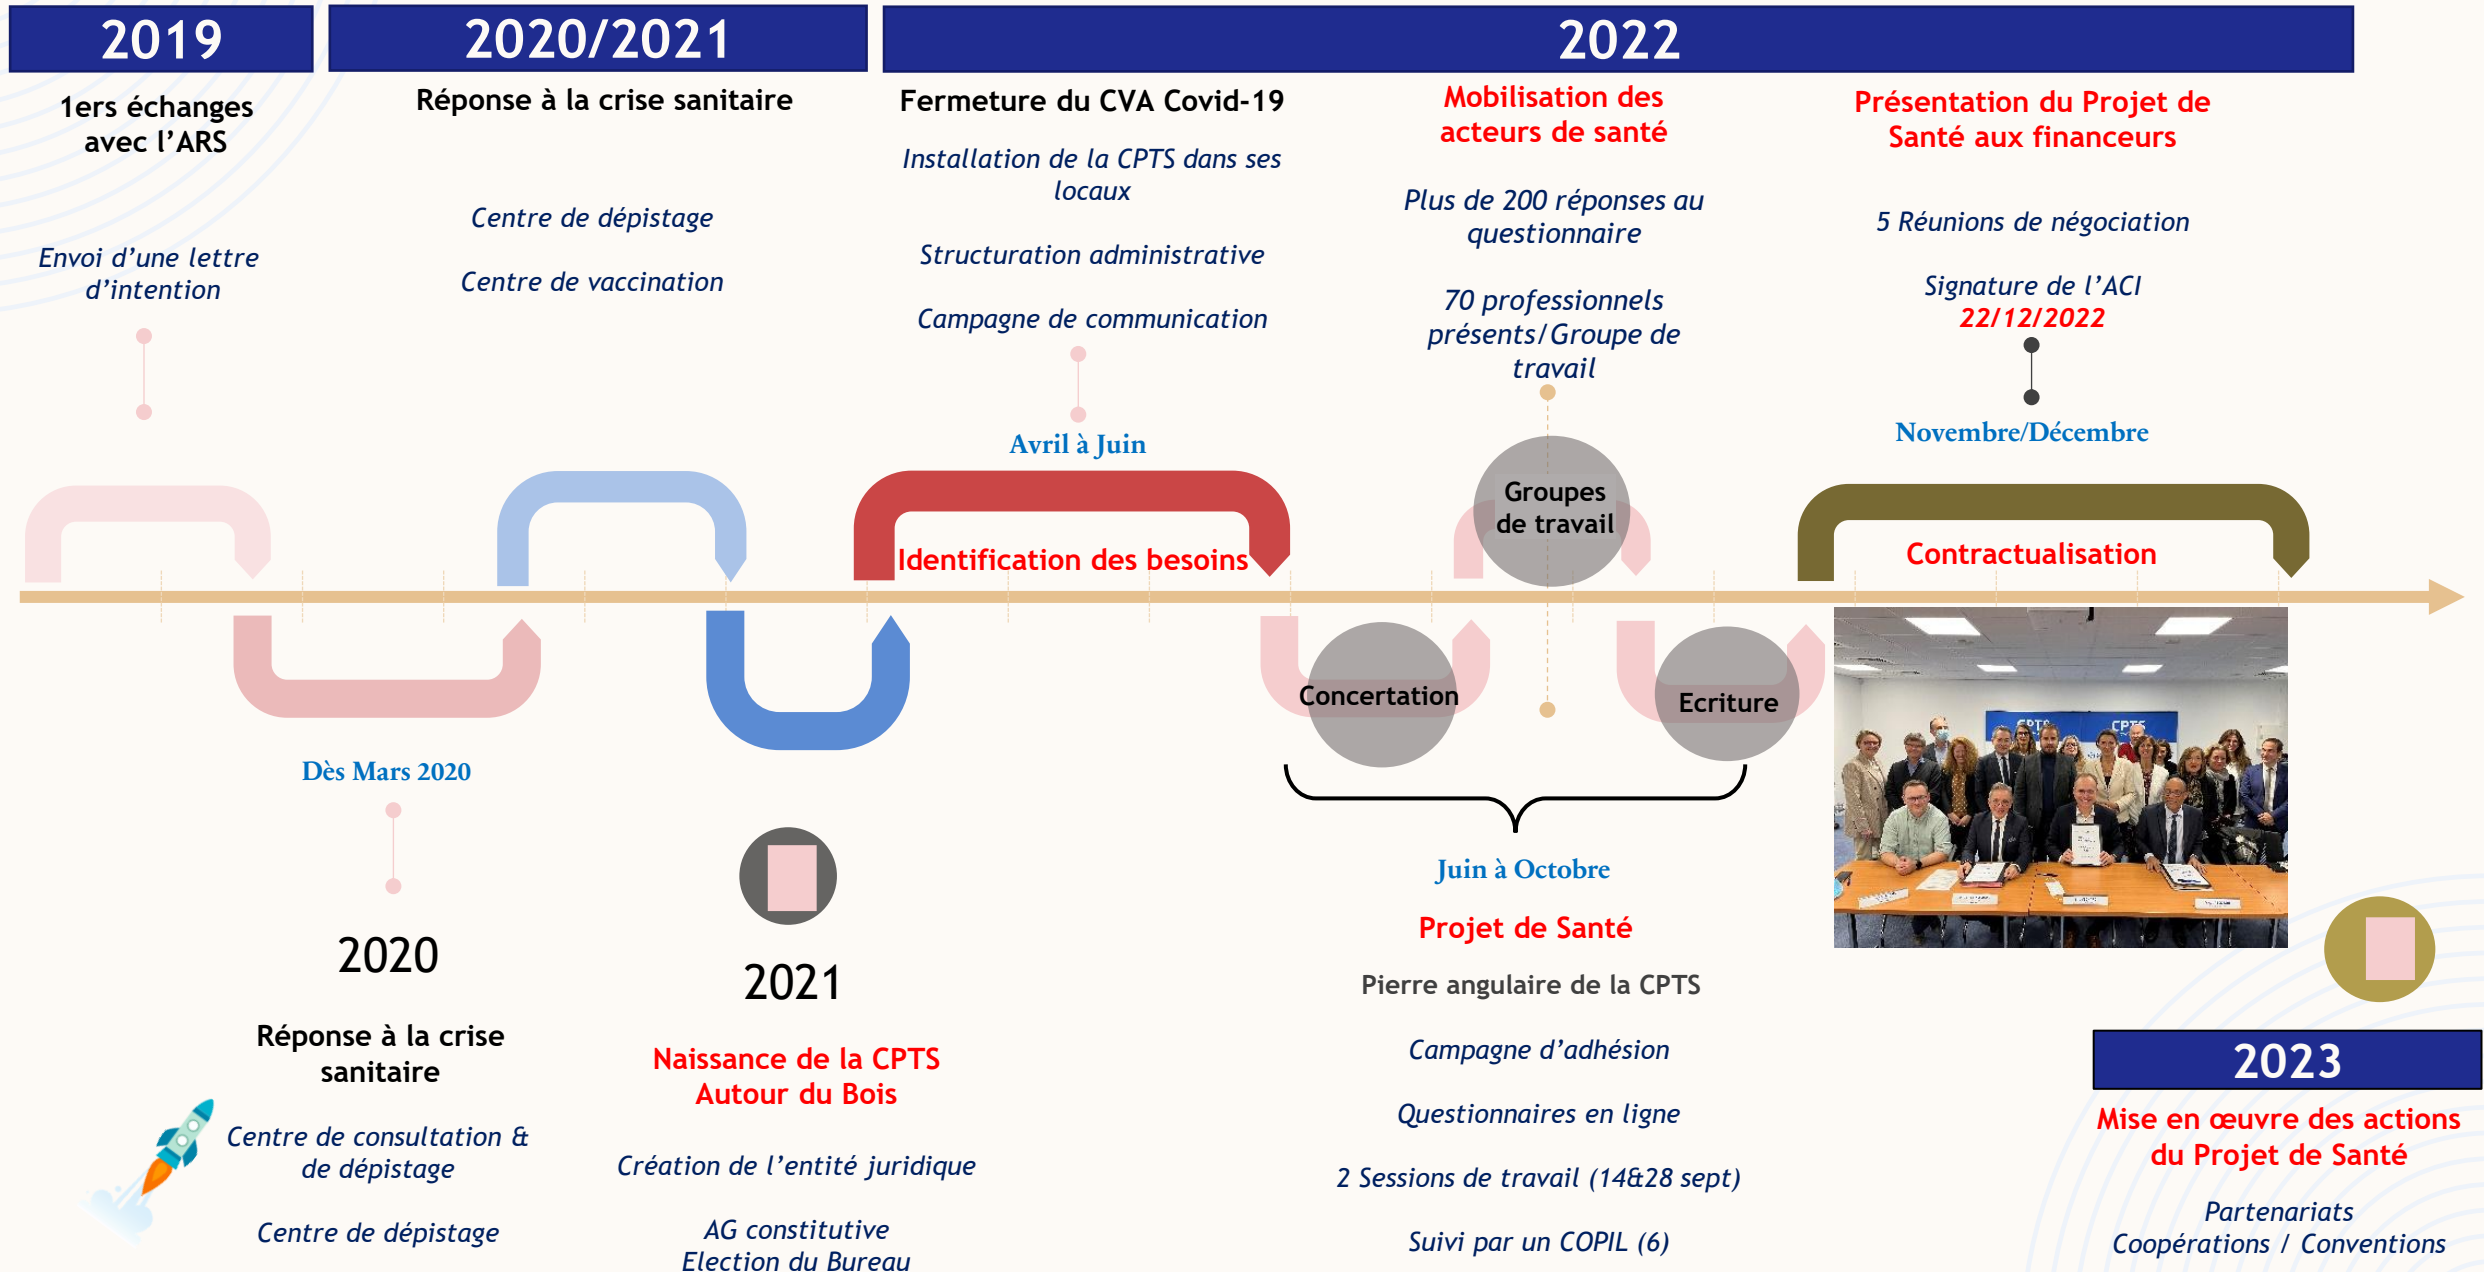 2019
1ers échanges
avec l’ARS
Envoi d’une lettre
d’intention
2020/2021
Réponse à la crise sanitaire
Centre de dépistage
Centre de vaccination
2022
Fermeture du CVA Covid-19
Installation de la CPTS dans ses
locaux
Structuration administrative
Campagne de communication
Avril à Juin
Identification des besoins
Mobilisation des
acteurs de santé
Plus de 200 réponses au
questionnaire
70 professionnels
présents/Groupe de
travail
Groupes
de travail
Présentation du Projet de
Santé aux financeurs
5 Réunions de négociation
Signature de l’ACI
22/12/2022
Novembre/Décembre
Contractualisation
Concertation
Ecriture
CPTS
CPTS
Dès Mars 2020
2020
Réponse à la crise
sanitaire
Centre de consultation &
de dépistage
Centre de dépistage
2021
Naissance de la CPTS
Autour du Bois
Création de l’entité juridique
AG constitutive
Election du Bureau
Juin à Octobre
Projet de Santé
Pierre angulaire de la CPTS
Campagne d’adhésion
Questionnaires en ligne
2 Sessions de travail (14&28 sept)
Suivi par un COPIL (6)
2023
Mise en œuvre des actions
du Projet de Santé
Partenariats
Coopérations / Conventions